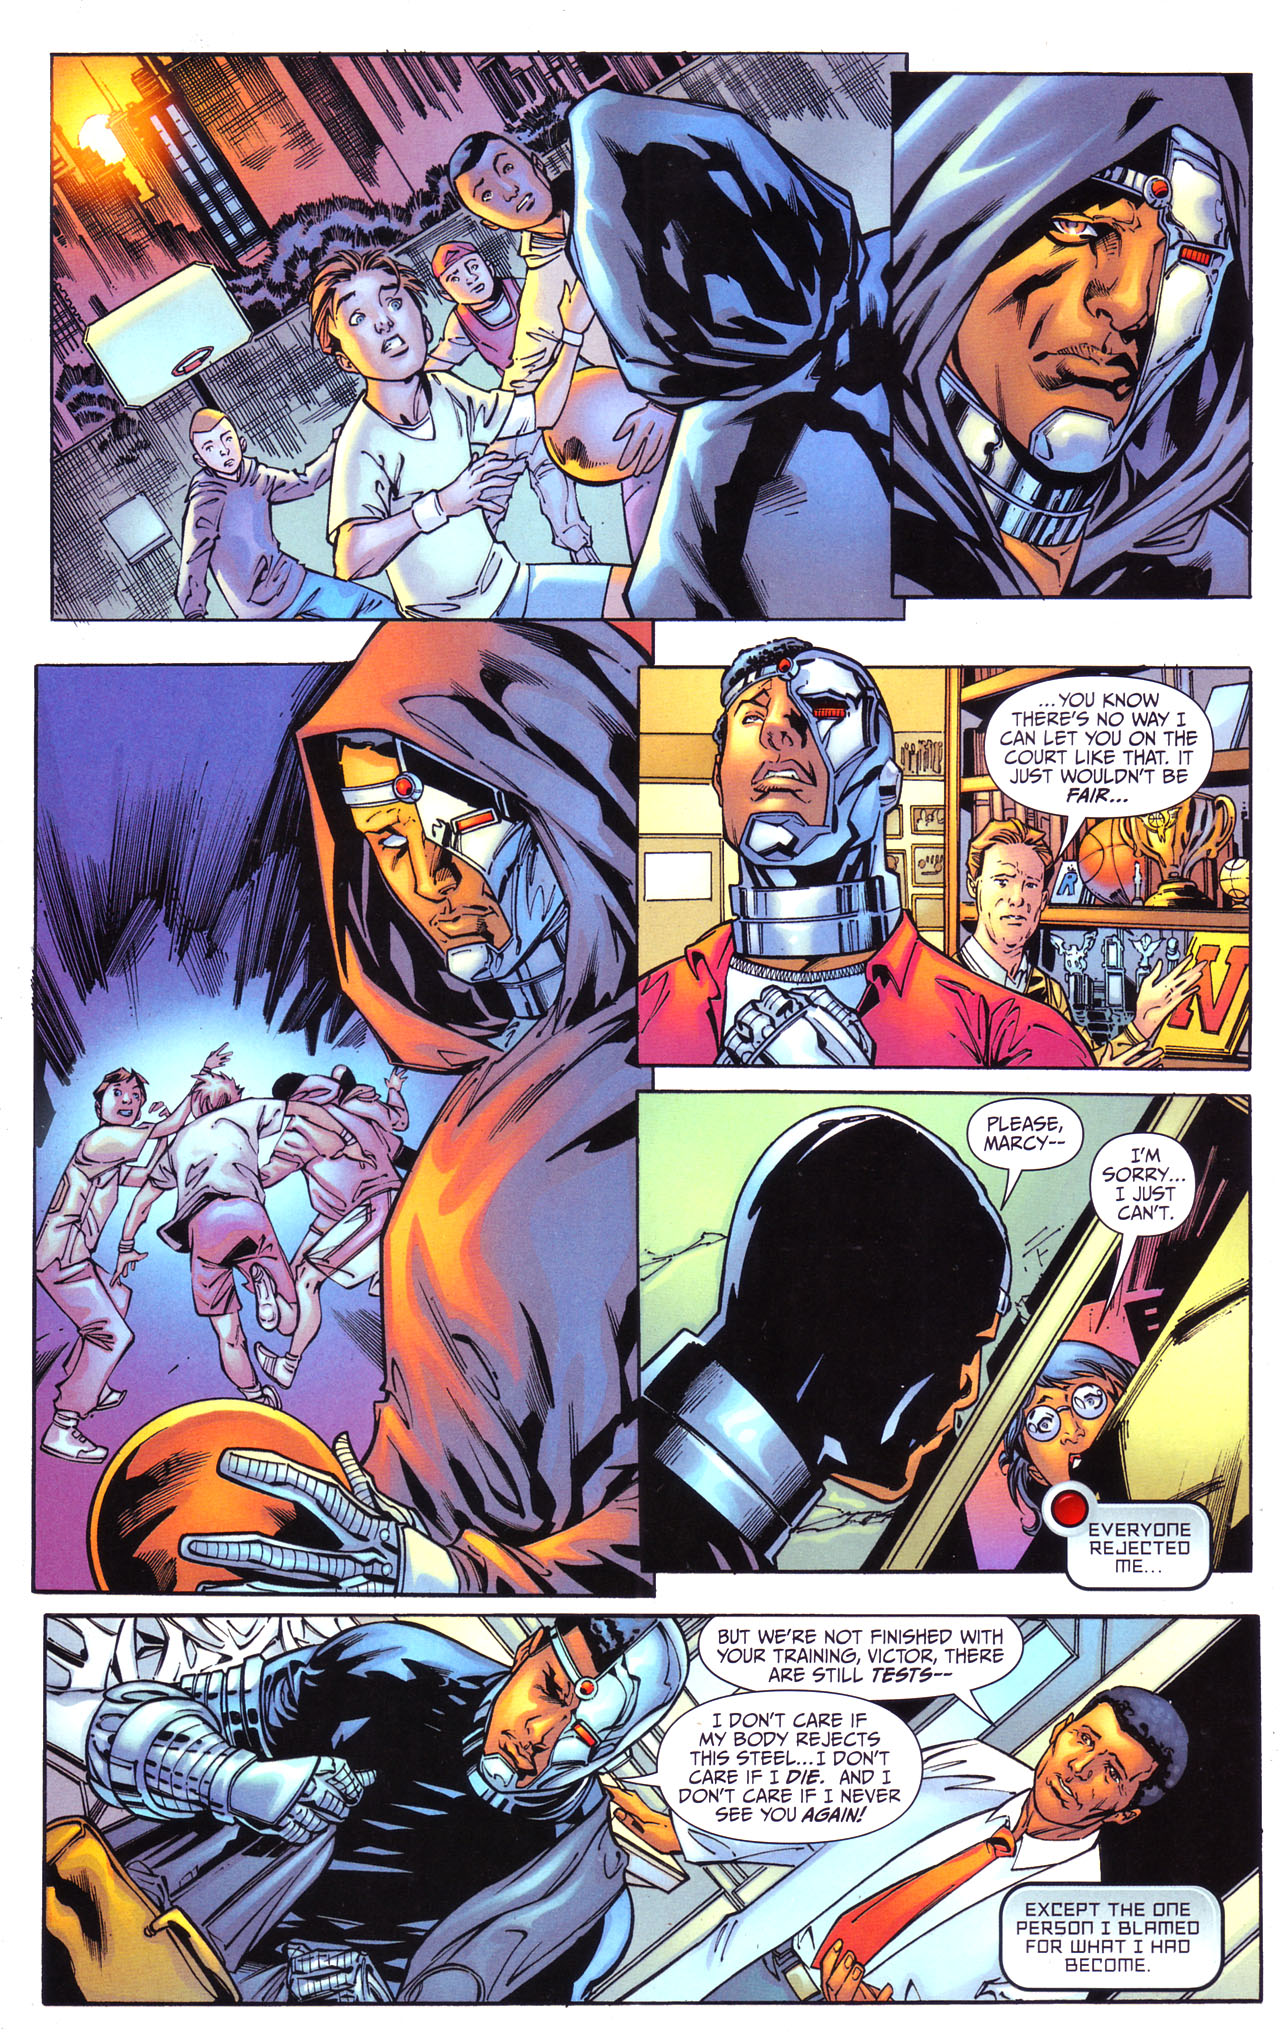 ...YOU KNOW
THERE'S NO WAY I
CAN LET YOU ON THE
COURT LIKE THAT. IT
JUST WOULDN'T BE
FAIR...
R
N
PLEASE,
MARCY--
I'M
SORRY...
I JUST
CAN'T.
EVERYONE
REJECTED
ME...
BUT WE'RE NOT FINISHED WITH
YOUR TRAINING, VICTOR, THERE
ARE STILL TESTS--
I DON'T CARE IF
MY BODY REJECTS
THIS STEEL...I DON'T
CARE IF I DIE. AND I
DON'T CARE IF I NEVER
SEE YOU AGAIN!
EXCEPT THE ONE
PERSON I BLAMED
FOR WHAT I HAD
BECOME.